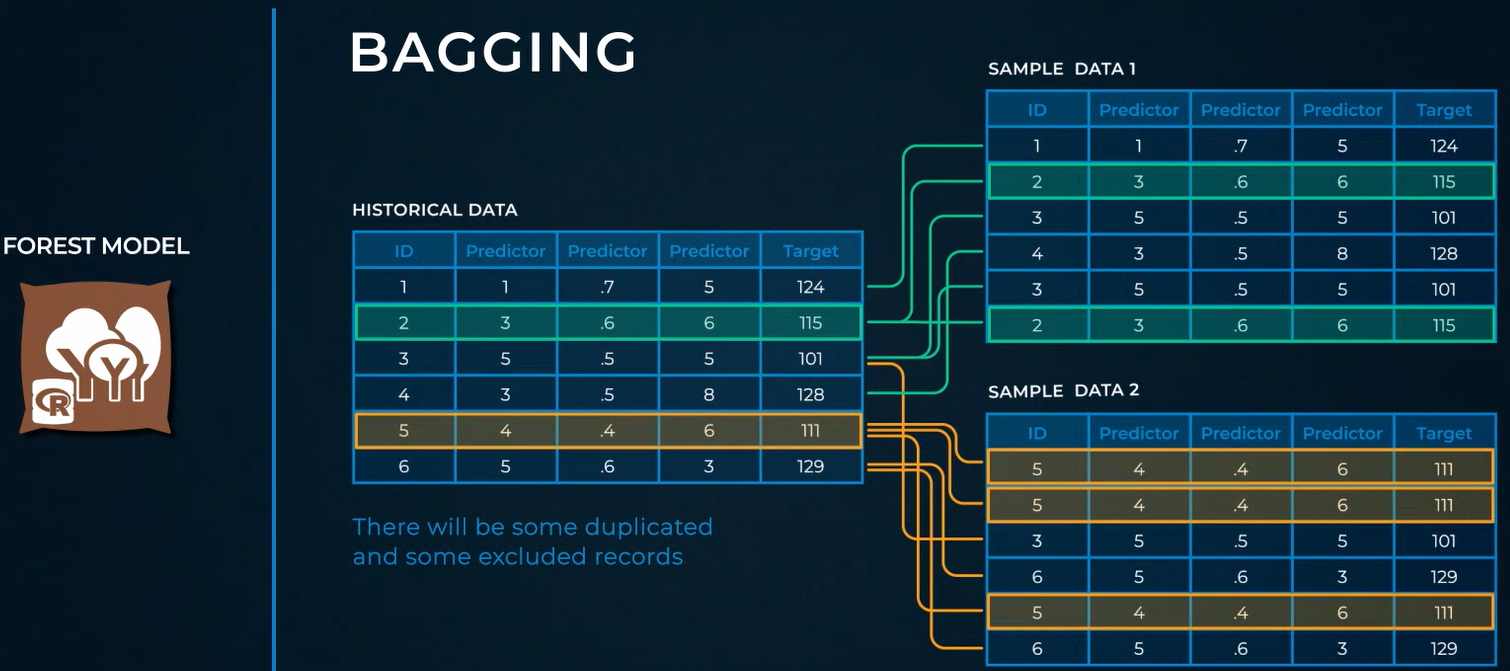 BAGGING
FOREST MODEL
R
HISTORICAL DATA
ID Predictor Predictor Predictor Target
1 1 .7 5 124
2 3 .6 6 115
3 5 .5 5 101
4 3 .5 8 128
5 4 .4 6 111
6 5 .6 3 129
There will be some duplicated
and some excluded records
SAMPLE DATA 1
ID Predictor Predictor Predictor Target
1 1 .7 5 124
2 3 .6 6 115
3 5 .5 5 101
4 3 .5 8 128
3 5 .5 5 101
2 3 .6 6 115
SAMPLE DATA 2
ID Predictor Predictor Predictor Target
5 4 .4 6 111
5 4 .4 6 111
3 5 .5 5 101
6 5 .6 3 129
5 4 .4 6 111
6 5 .6 3 129